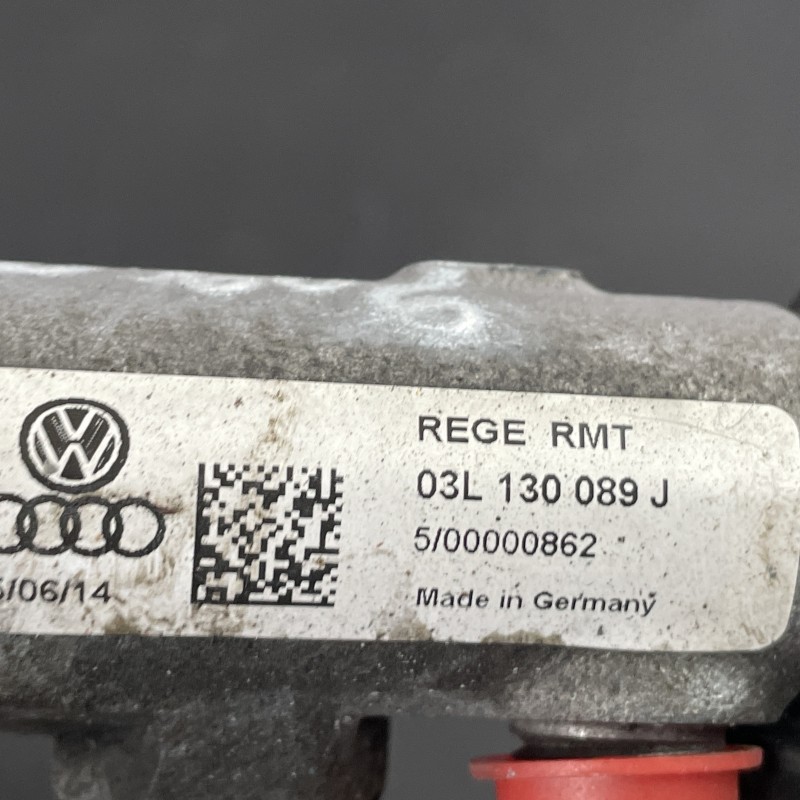 REGE RMT
03L 130 089 J
5/00000862
/06/14
Made in Germany